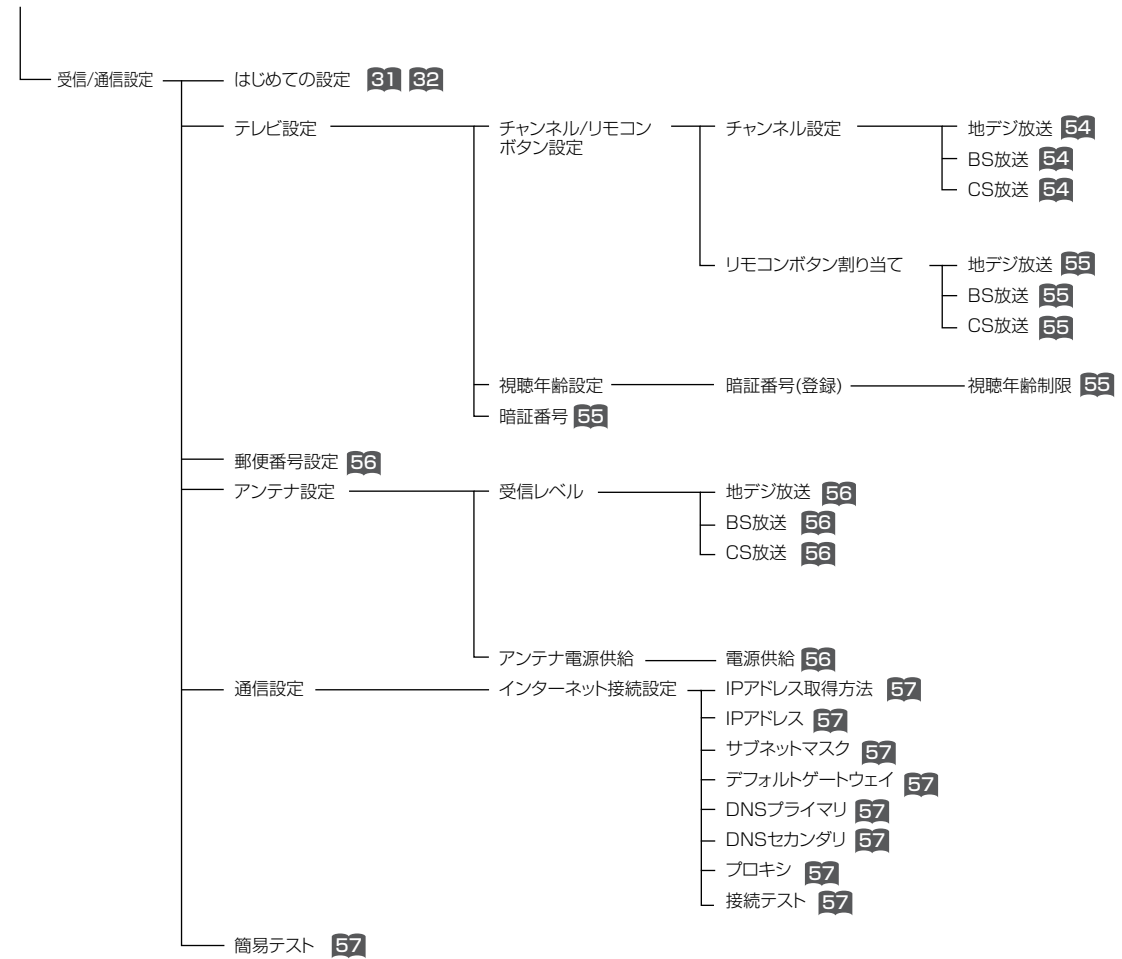 受信/通信設定
はじめての設定 31 32
テレビ設定
チャンネル/リモコン
ボタン設定
チャンネル設定
地デジ放送 54
BS放送 54
CS放送 54
リモコンボタン割り当て
地デジ放送 55
BS放送 55
CS放送 55
視聴年齢設定
暗証番号(登録)
視聴年齢制限 55
暗証番号 55
郵便番号設定 56
アンテナ設定
受信レベル
地デジ放送 56
BS放送 56
CS放送 56
アンテナ電源供給
電源供給 56
通信設定
インターネット接続設定
IPアドレス取得方法 57
IPアドレス 57
サブネットマスク 57
デフォルトゲートウェイ 57
DNSプライマリ 57
DNSセカンダリ 57
プロキシ 57
接続テスト 57
簡易テスト 57